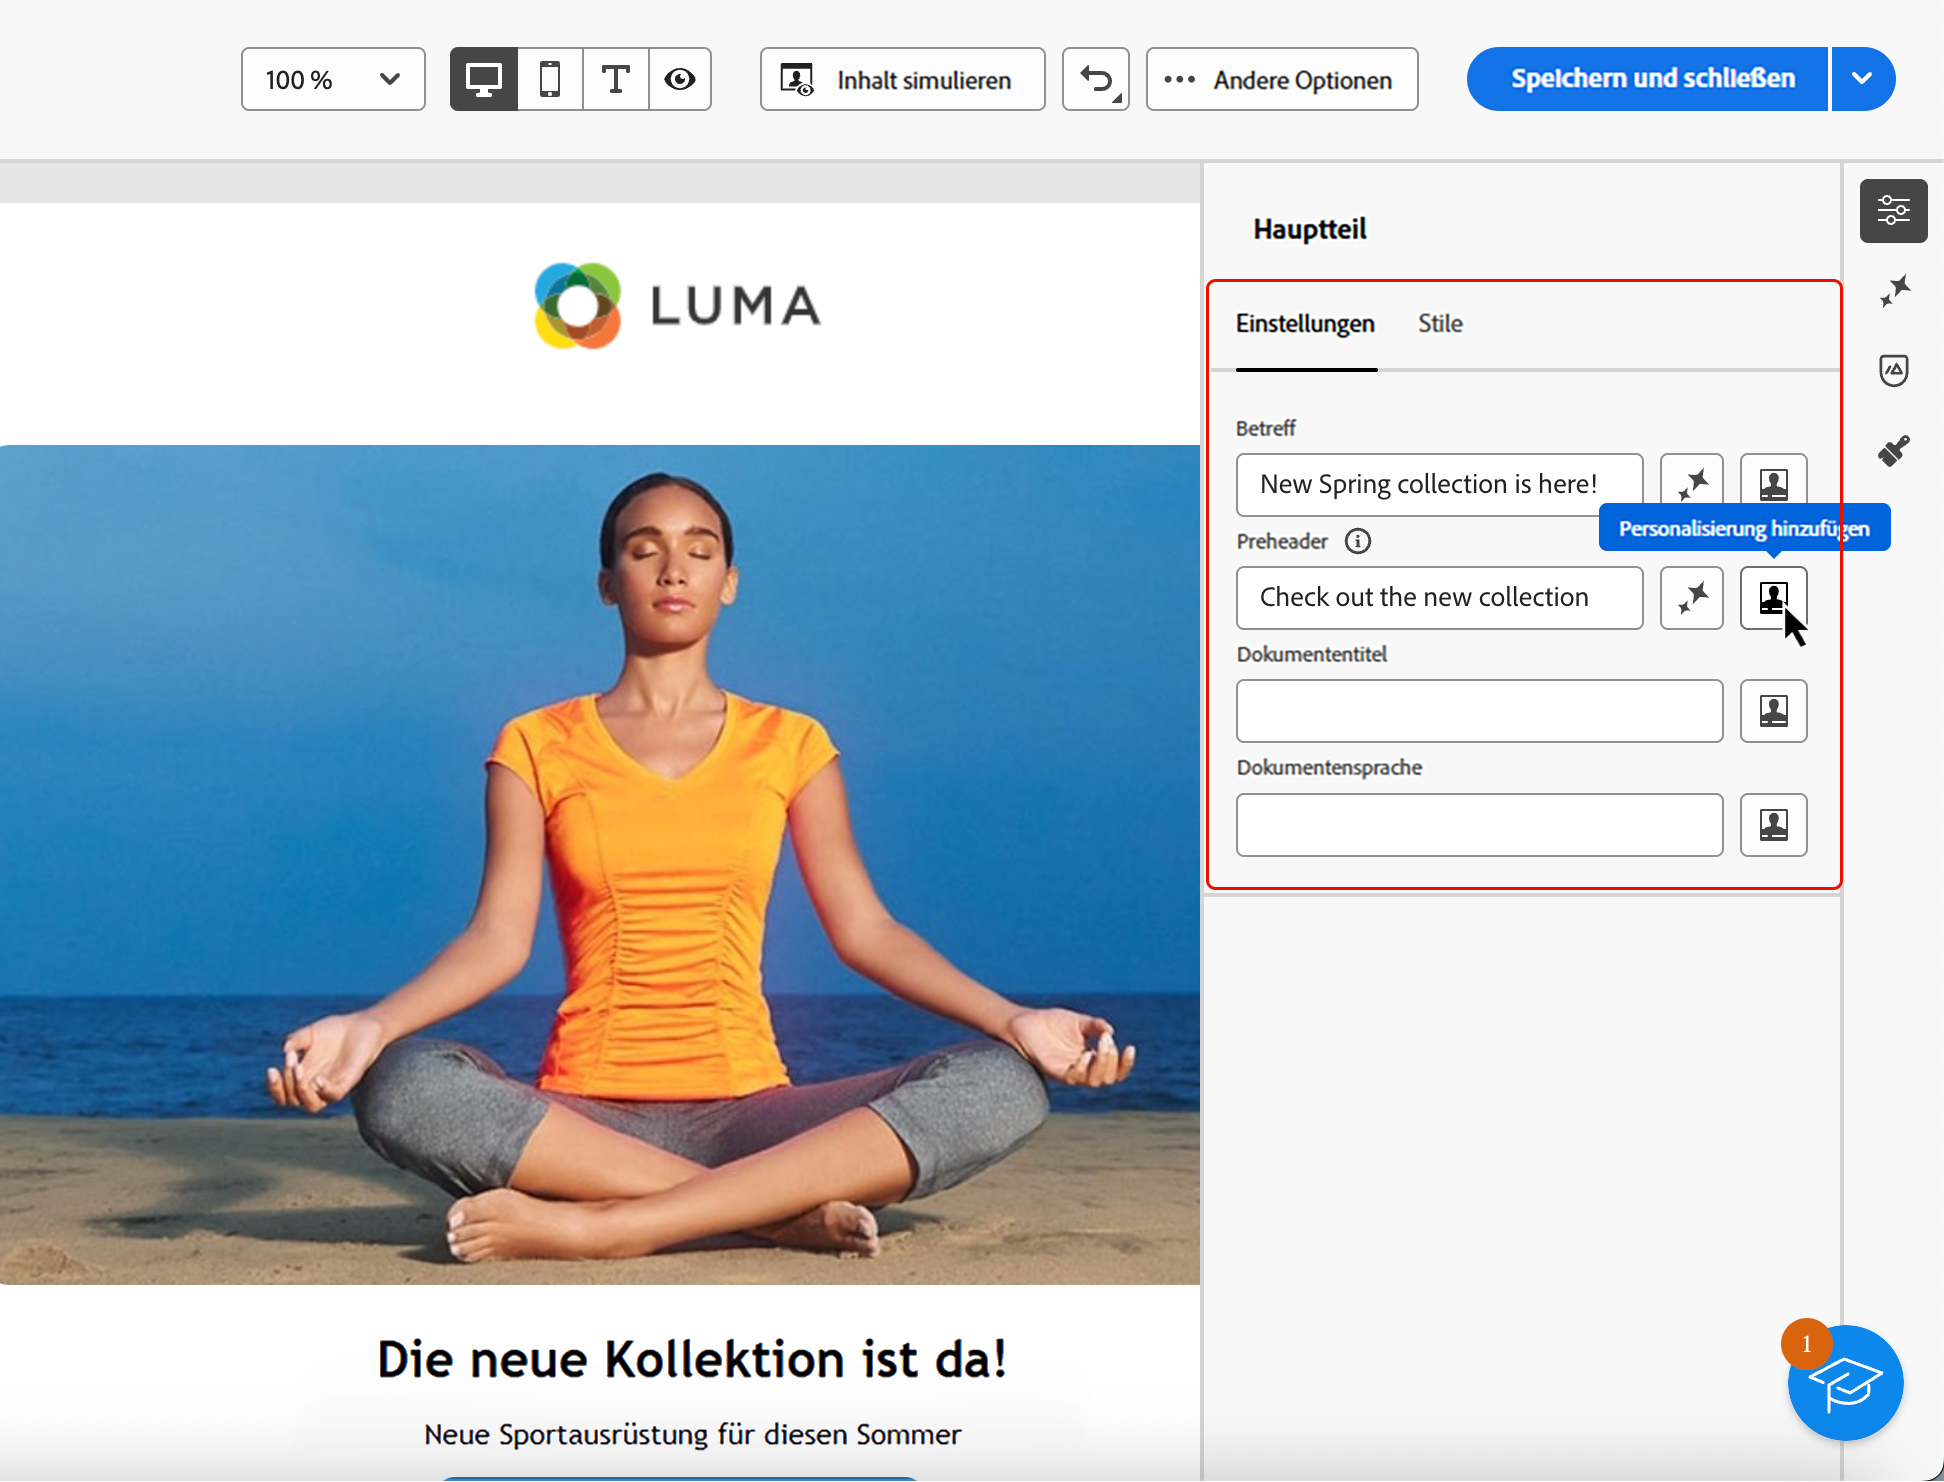 100 %
Inhalt simulieren
Andere Optionen
Speichern und schließen
LUMA
Hauptteil
Einstellungen
Stile
Betreff
New Spring collection is here!
Personalisierung hinzufügen
Preheader
Check out the new collection
Dokumententitel
Dokumentensprache
Die neue Kollektion ist da!
Neue Sportausrüstung für diesen Sommer
1